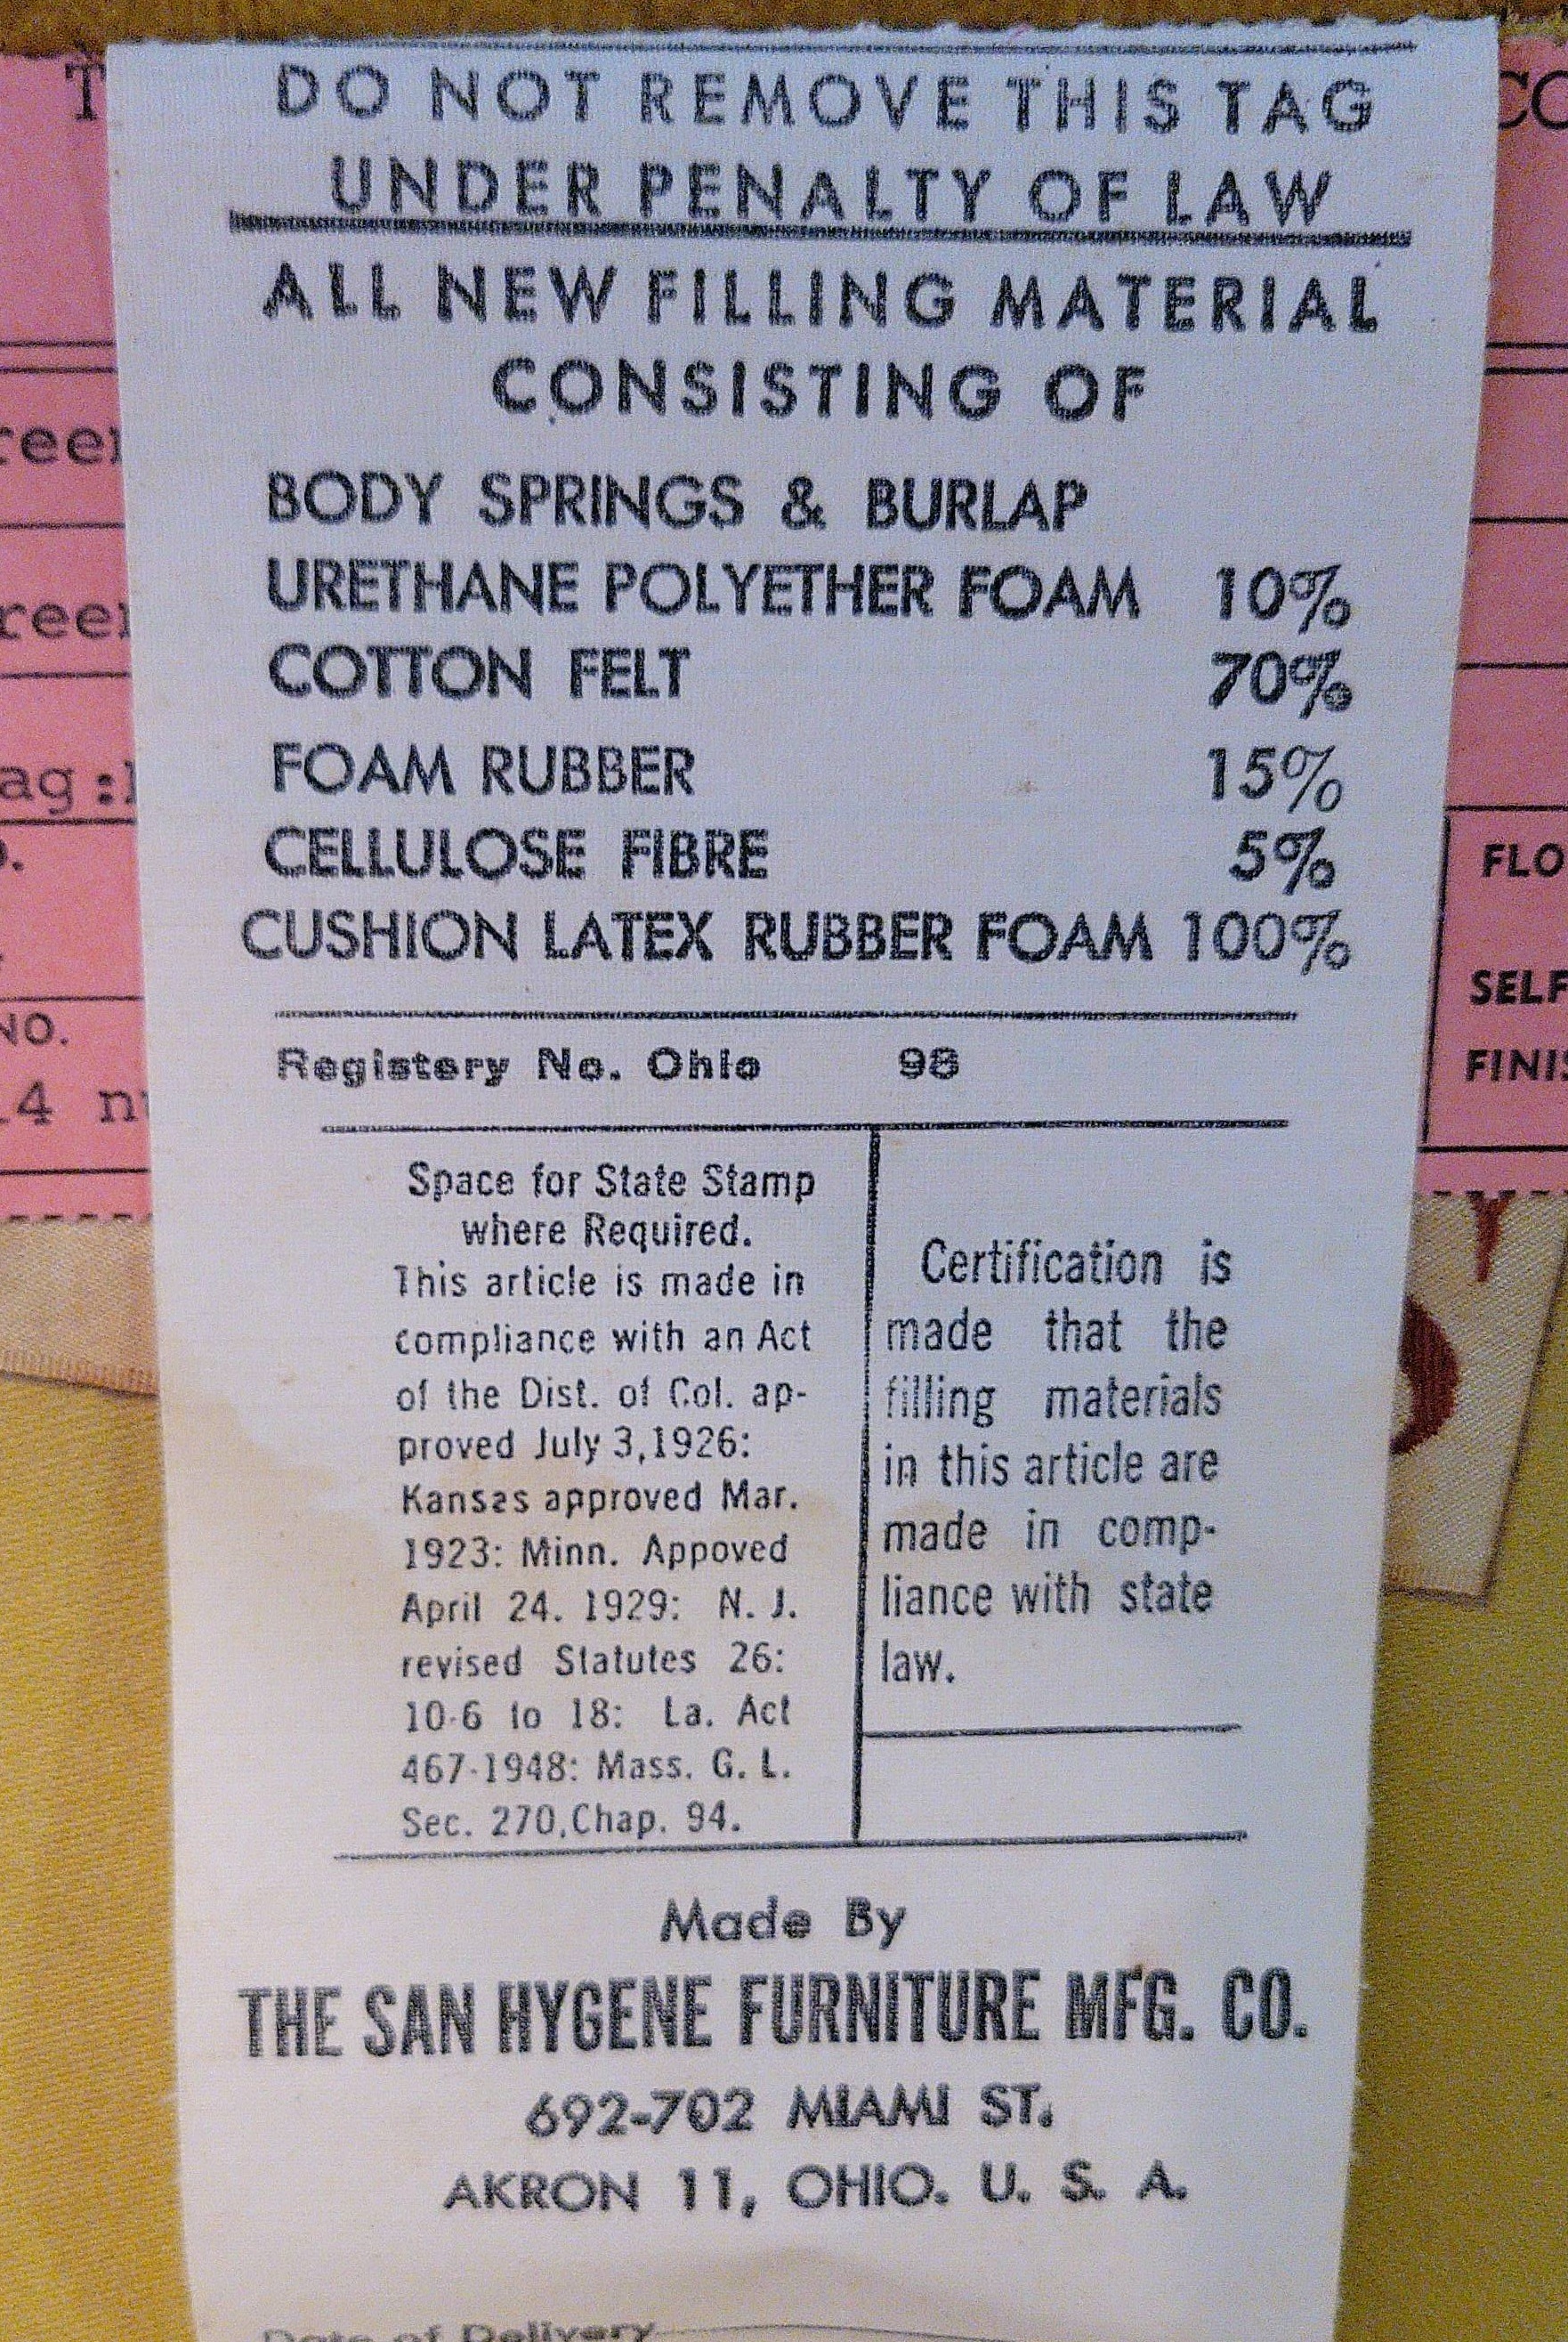 DO NOT REMOVE THIS TAG
UNDER PENALTY OF LAW
ALL NEW FILLING MATERIAL
CONSISTING OF
BODY SPRINGS & BURLAP
URETHANE POLYETHER FOAM 10%
COTTON FELT 70%
FOAM RUBBER 15%
CELLULOSE FIBRE 5%
CUSHION LATEX RUBBER FOAM 100%
Registery No. Ohio 98
Space for State Stamp
where Required.
This article is made in
compliance with an Act
of the Dist. of Col. ap-
proved July 3,1926:
Kansas approved Mar.
1923: Minn. Appoved
April 24. 1929: N. J.
revised Statutes 26:
10-6 to 18: La. Act
467-1948: Mass. G. L.
Sec. 270,Chap. 94.
Certification is
made that the
filling materials
in this article are
made in comp-
liance with state
law.
Made By
THE SAN HYGENE FURNITURE MFG. CO.
692-702 MIAMI ST.
AKRON 11, OHIO. U. S. A.
Date of Delivery
NO.
FLO
SELF
FINIS